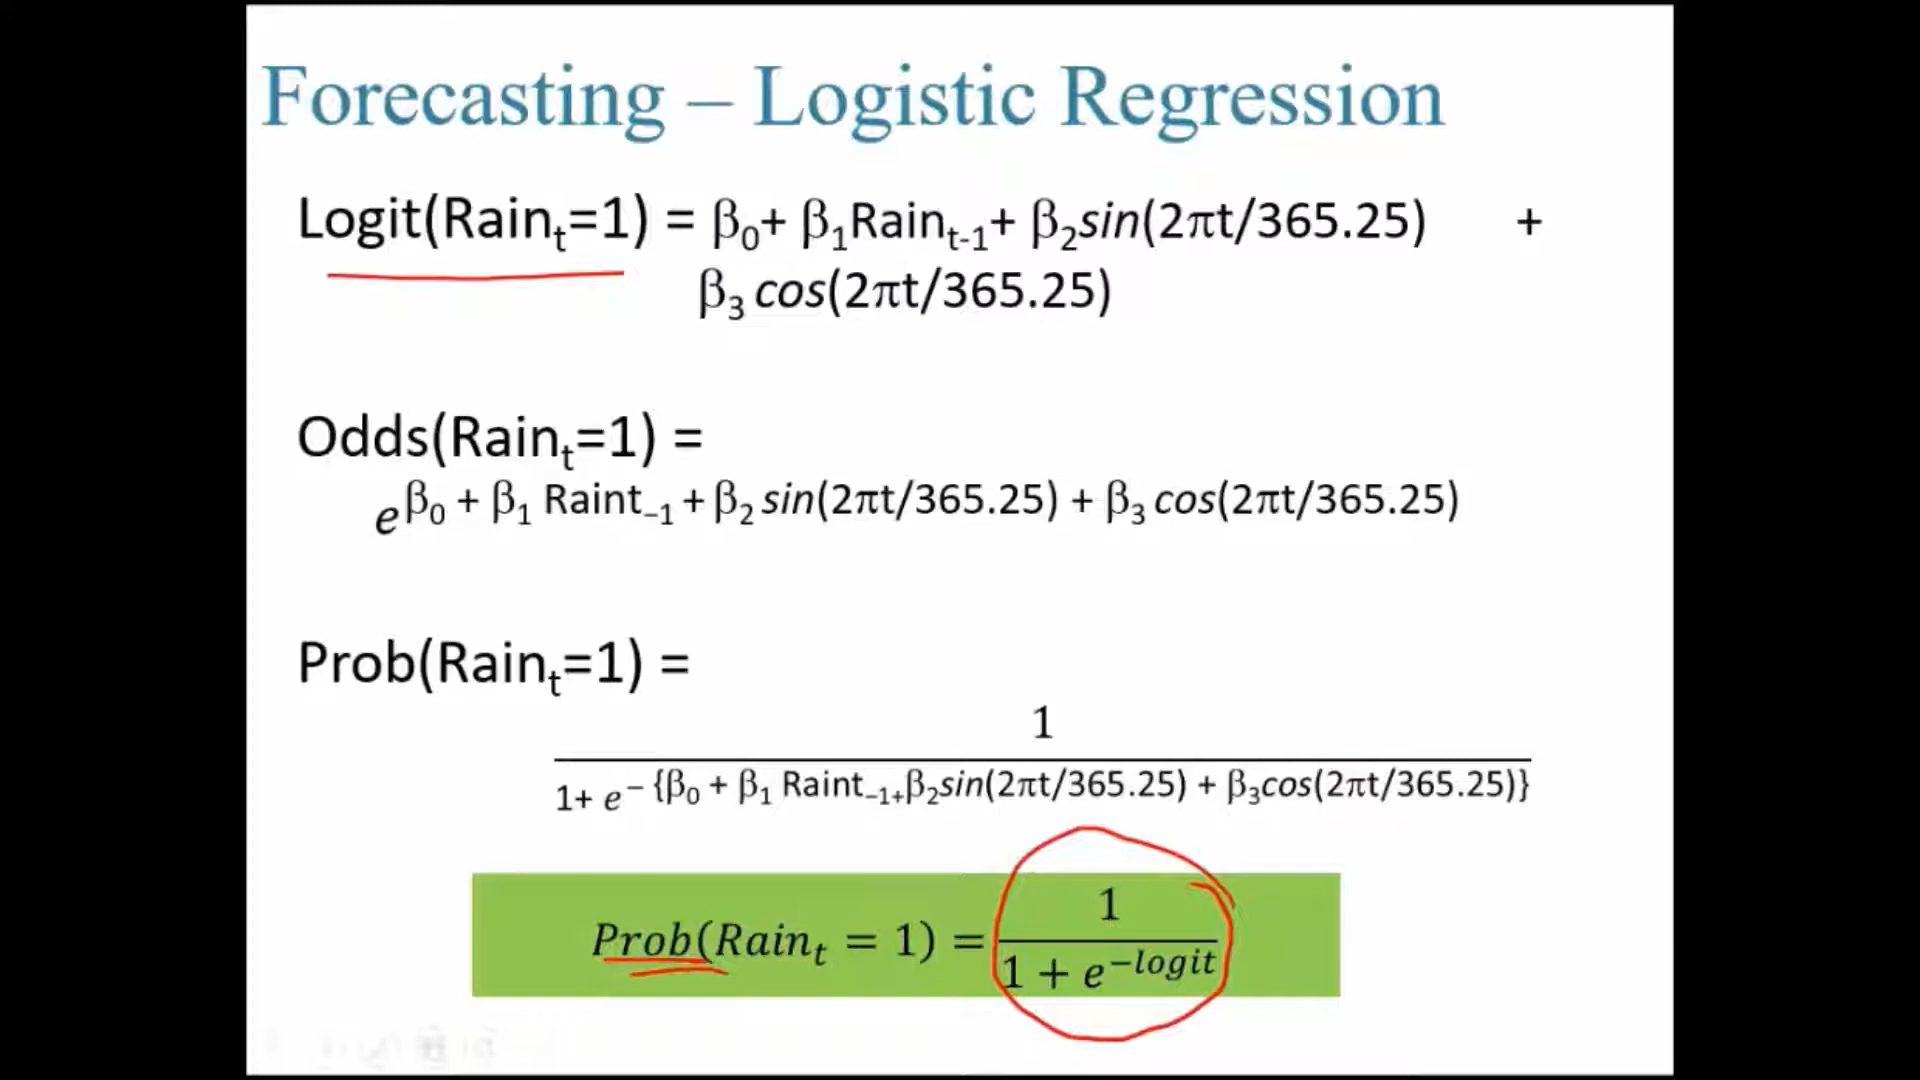 Forecasting – Logistic Regression
Logit(Rainₜ=1) = β₀+ β₁Rainₜ₋₁+ β₂sin(2πt/365.25) +
β₃ cos(2πt/365.25)
Odds(Rainₜ=1) =
e^β₀ + β₁ Raint₋₁ + β₂ sin(2πt/365.25) + β₃ cos(2πt/365.25)
Prob(Rainₜ=1) =
1
1+ e^− {β₀ + β₁ Raint₋₁₊β₂sin(2πt/365.25) + β₃cos(2πt/365.25)}
1
Prob(Rainₜ = 1) =
1 + e^−logit